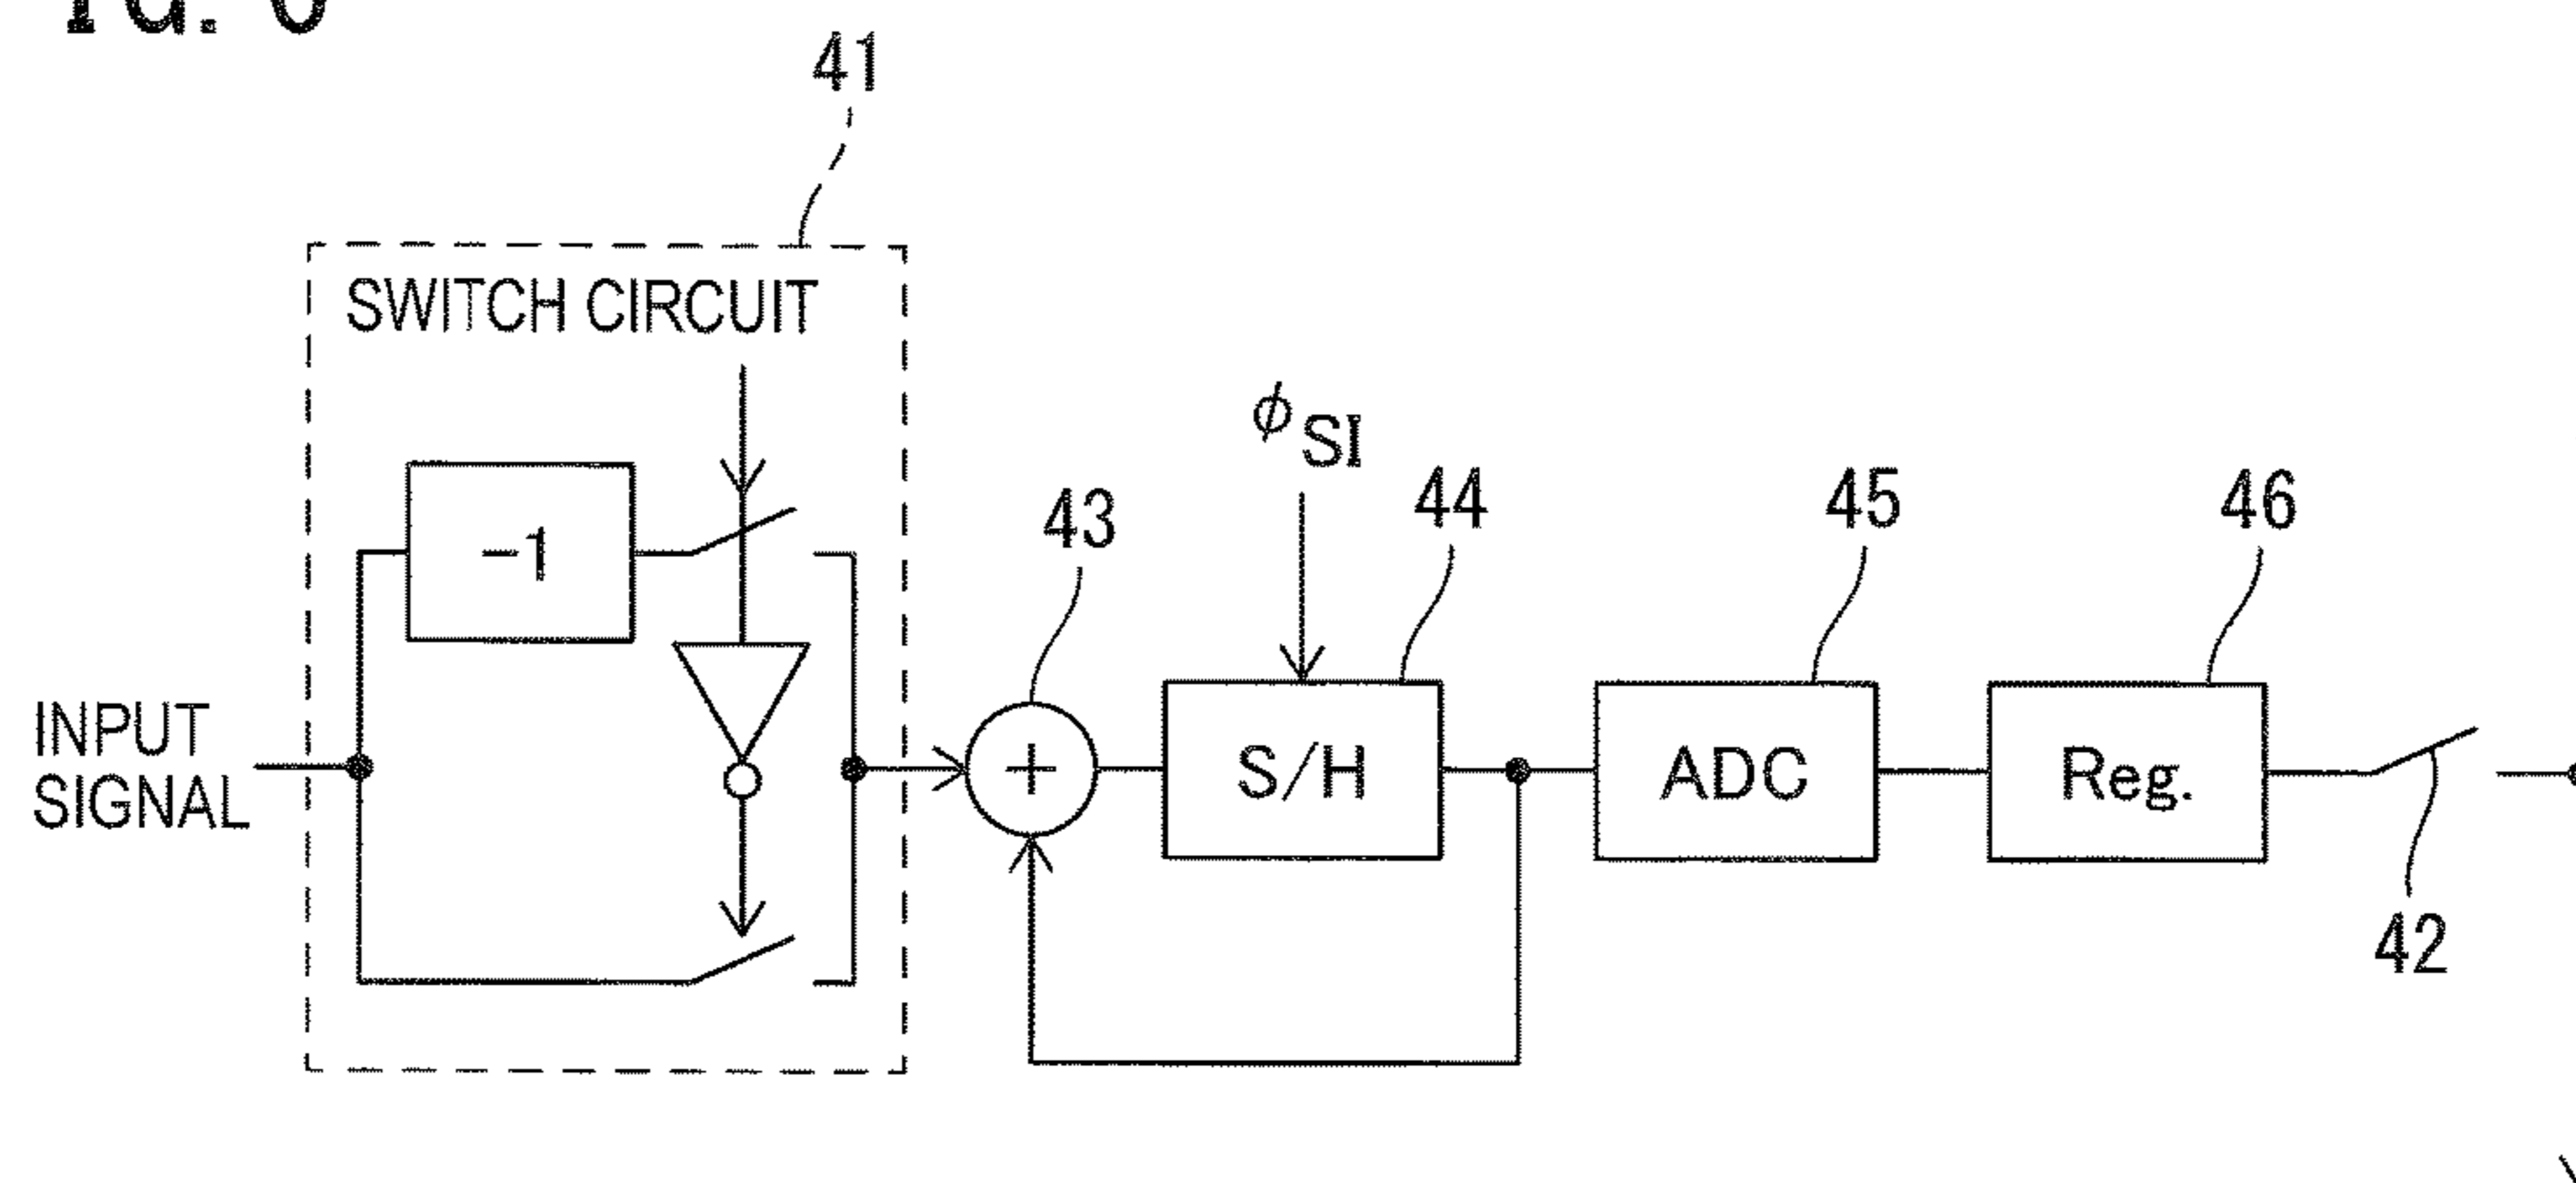 41
SWITCH CIRCUIT
-1
INPUT
SIGNAL
43
+
ϕSI
44
S/H
45
ADC
46
Reg.
42